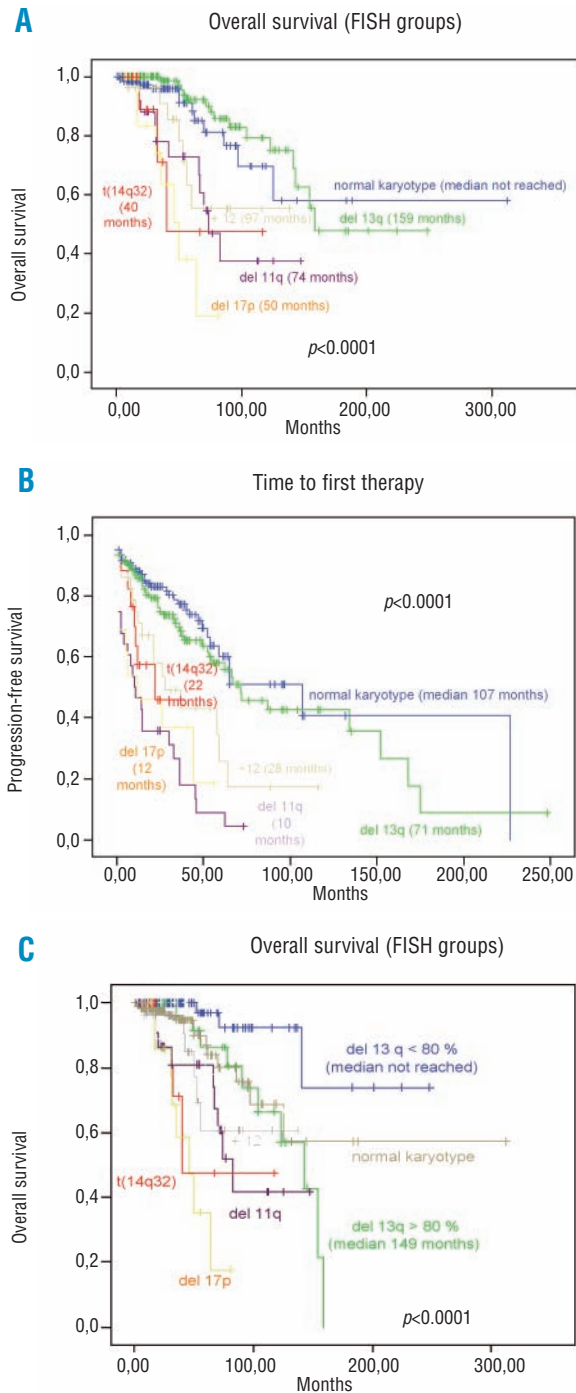 A
Overall survival (FISH groups)
Overall survival
1,0
0,8
0,6
0,4
0,2
0,0
t(14q32)
(40
months)
normal karyotype (median not reached)
+ 12 (97 months)
del 13q (159 months)
del 11q (74 months)
del 17p (50 months)
p<0.0001
0,00
100,00
200,00
300,00
Months
B
Time to first therapy
Progression-free survival
1,0
0,8
0,6
0,4
0,2
0,0
p<0.0001
t(14q32)
(22
months)
normal karyotype (median 107 months)
del 17p
(12
months)
+12 (28 months)
del 11q
(10
months)
del 13q (71 months)
0,00
50,00
100,00
150,00
200,00
250,00
Months
C
Overall survival (FISH groups)
Overall survival
1,0
0,8
0,6
0,4
0,2
0,0
del 13 q < 80 %
(median not reached)
+ 12
normal karyotype
t(14q32)
del 11q
del 13q > 80 %
(median 149 months)
del 17p
p<0.0001
0,00
100,00
200,00
300,00
Months